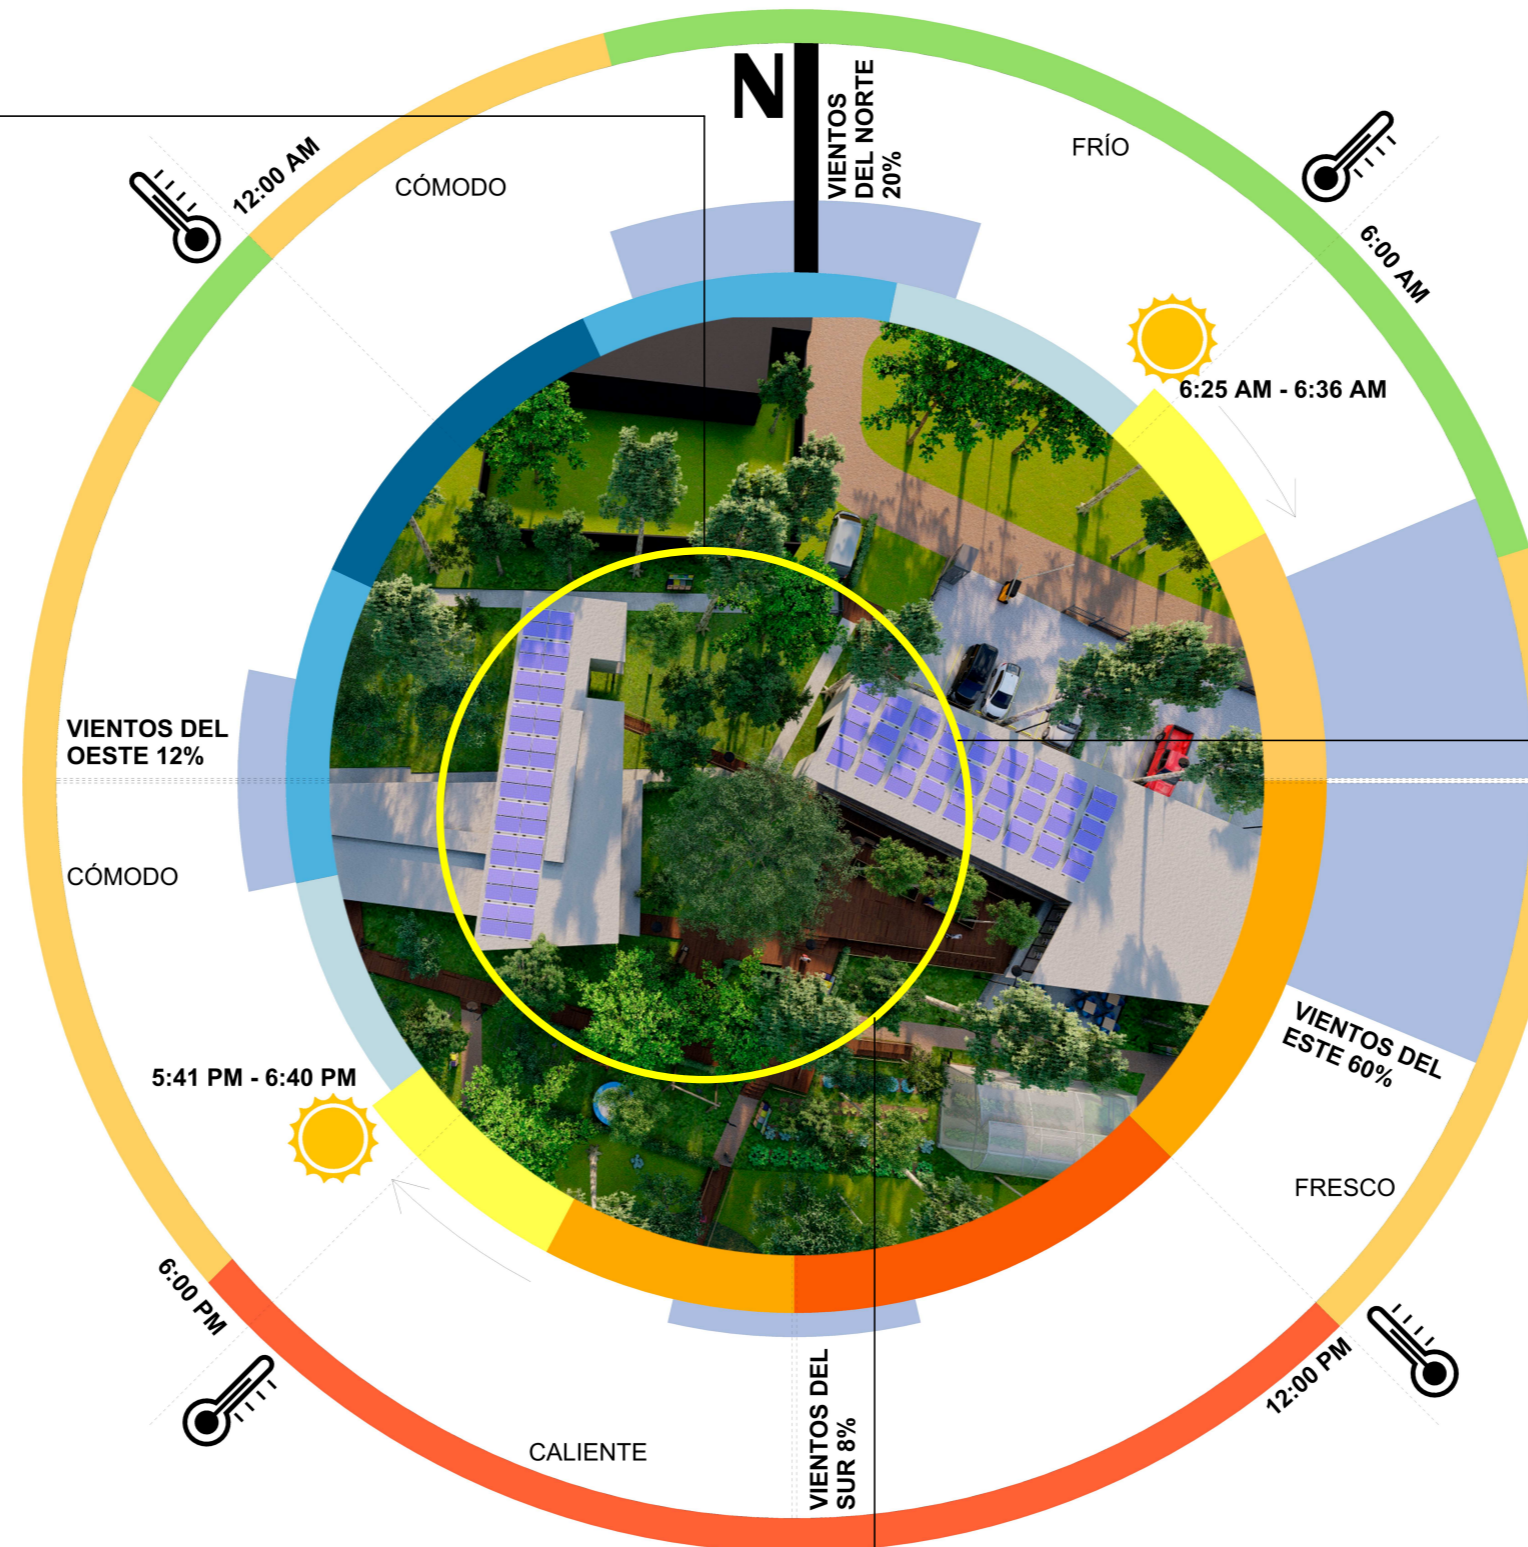 N
VIENTOS
DEL NORTE
20%
FRÍO
12:00 AM
CÓMODO
6:00 AM
6:25 AM - 6:36 AM
VIENTOS DEL
OESTE 12%
CÓMODO
VIENTOS DEL
ESTE 60%
5:41 PM - 6:40 PM
FRESCO
6:00 PM
12:00 PM
VIENTOS DEL
SUR 8%
CALIENTE